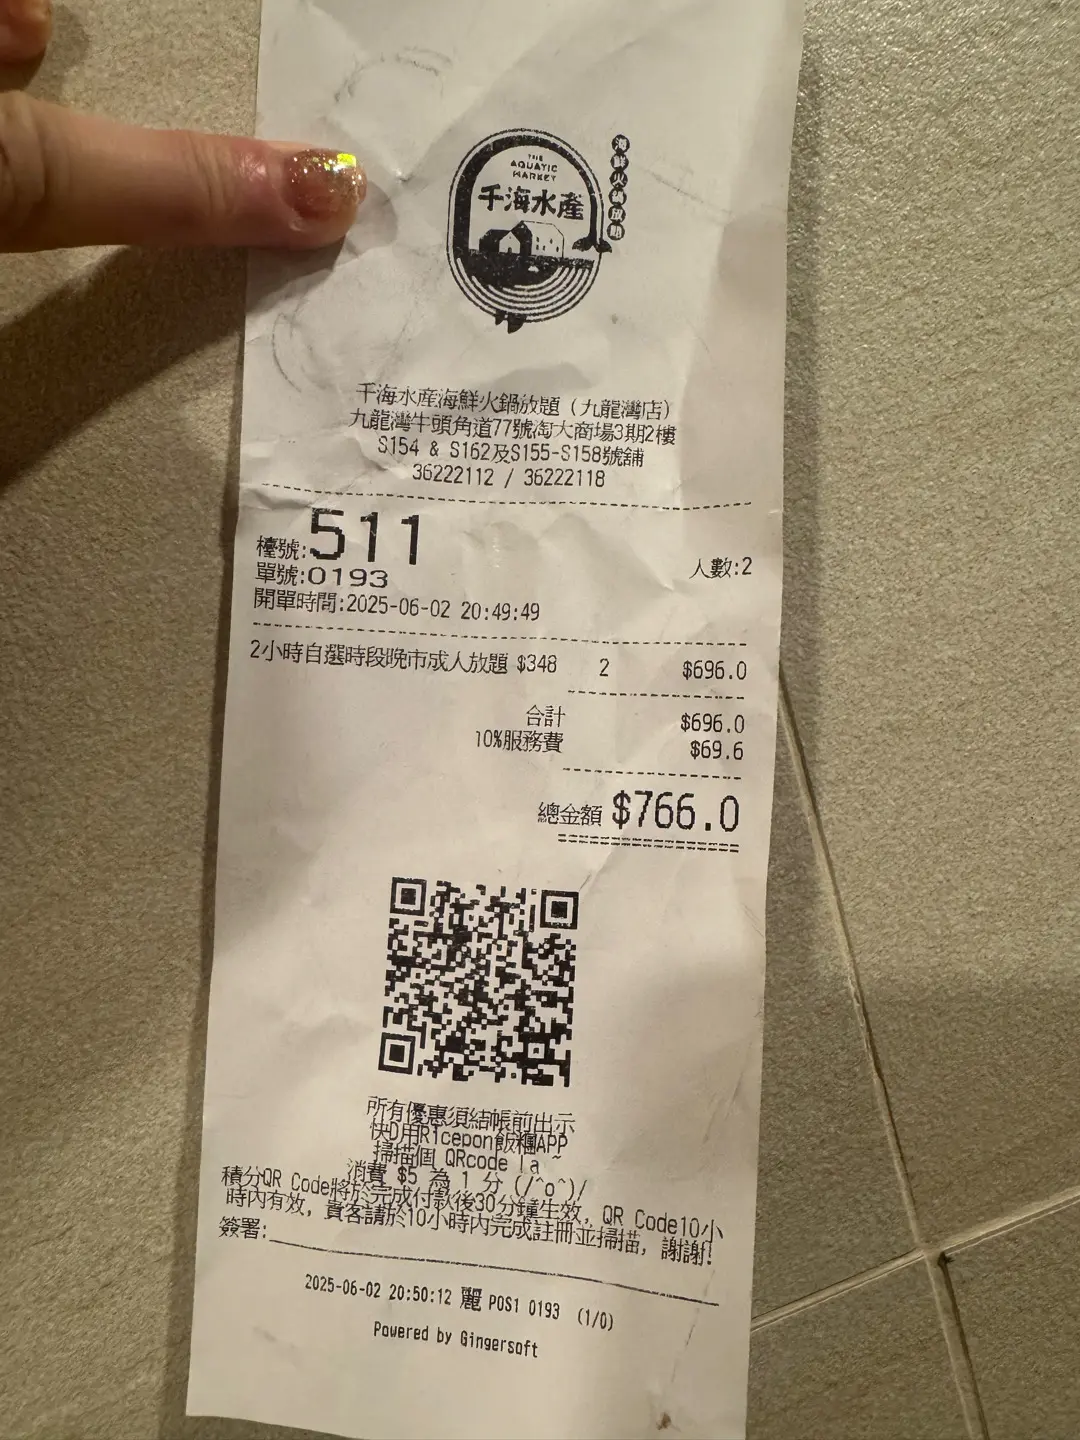 THE
AQUATIC
MARKET
千海水產
海鮮火鍋放題
千海水産海鮮火鍋放題（九龍灣店）
九龍灣牛頭角道77號淘大商場3期2樓
S154 & S162及S155-S158號舖
36222112 / 36222118
檯號:511
人數:2
單號:0193
開單時間:2025-06-02 20:49:49
2小時自選時段晚市成人放題 $348 2 $696.0
合計 $696.0
10%服務費 $69.6
總金額 $766.0
所有優惠須結帳前出示
快D用Ricepon飯糰APP
掃描個 QRcode la ~
消費 $5 為 1 分 (/^o^)/
積分QR Code將於完成付款後30分鐘生效, QR Code10小
時內有效, 貴客請於10小時內完成註冊並掃描, 謝謝!
簽署:
2025-06-02 20:50:12 麗 POS1 0193 (1/0)
Powered by Gingersoft